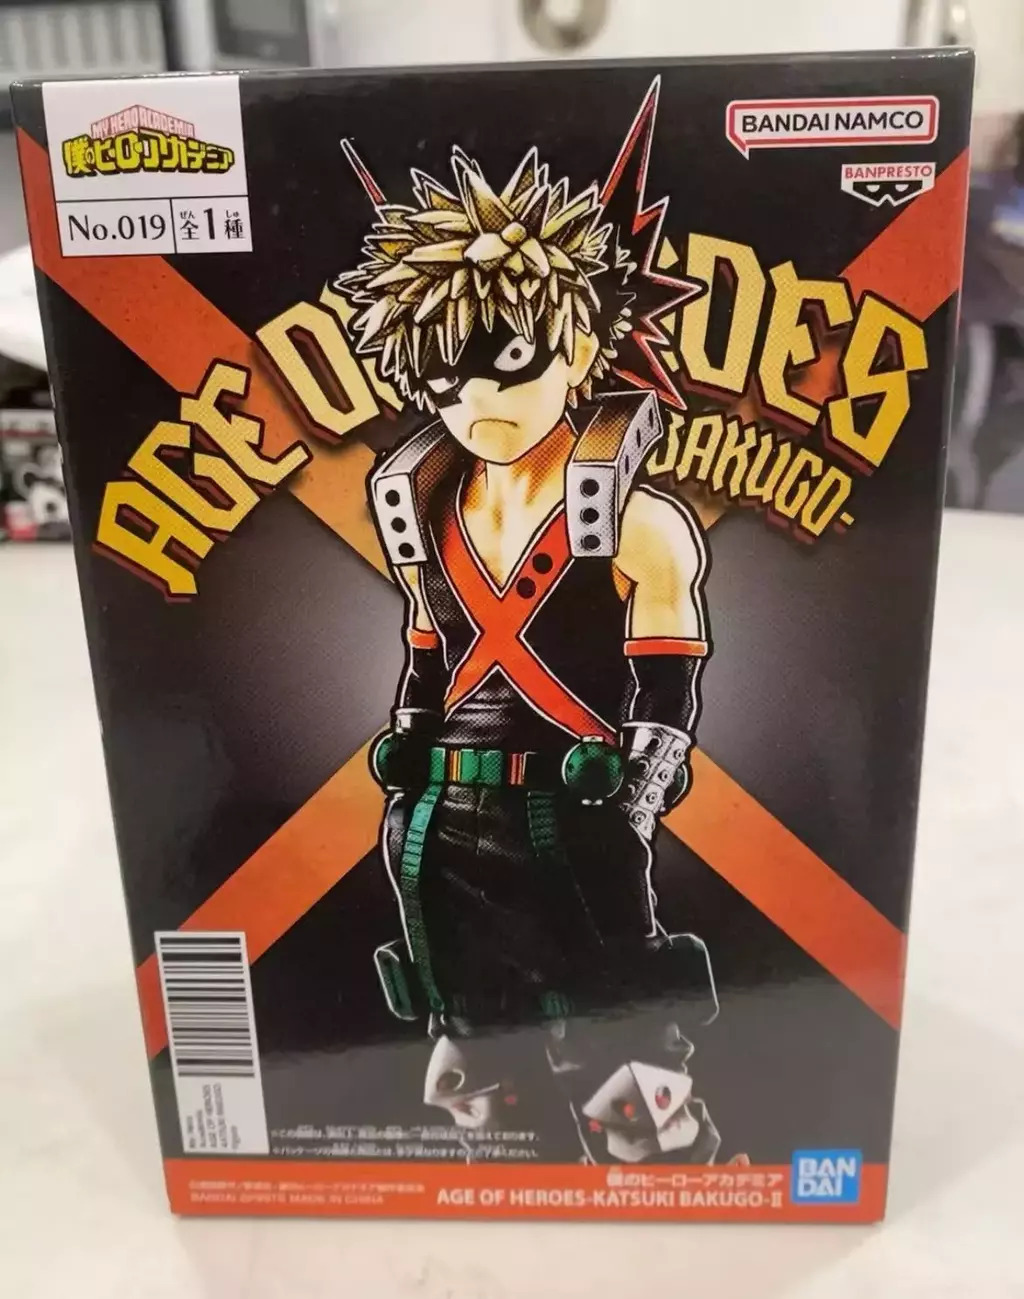 MY HERO ACADEMIA
僕のヒーローアカデミア
No.019
ぜん しゅ
全1種
BANDAI NAMCO
BANPRESTO
AGE O
OES
BAKUGO-
BANDAI SPIRITS MADE IN CHINA
僕のヒーローアカデミア
AGE OF HEROES-KATSUKI BAKUGO-II
BAN
DAI